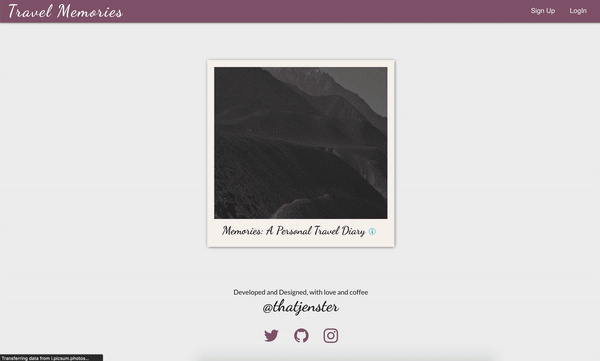 Travel Memories
Sign Up
LogIn
Memories: A Personal Travel Diary
Developed and Designed, with love and coffee
@thatjenster
Transferring data from i.picsum.photos...